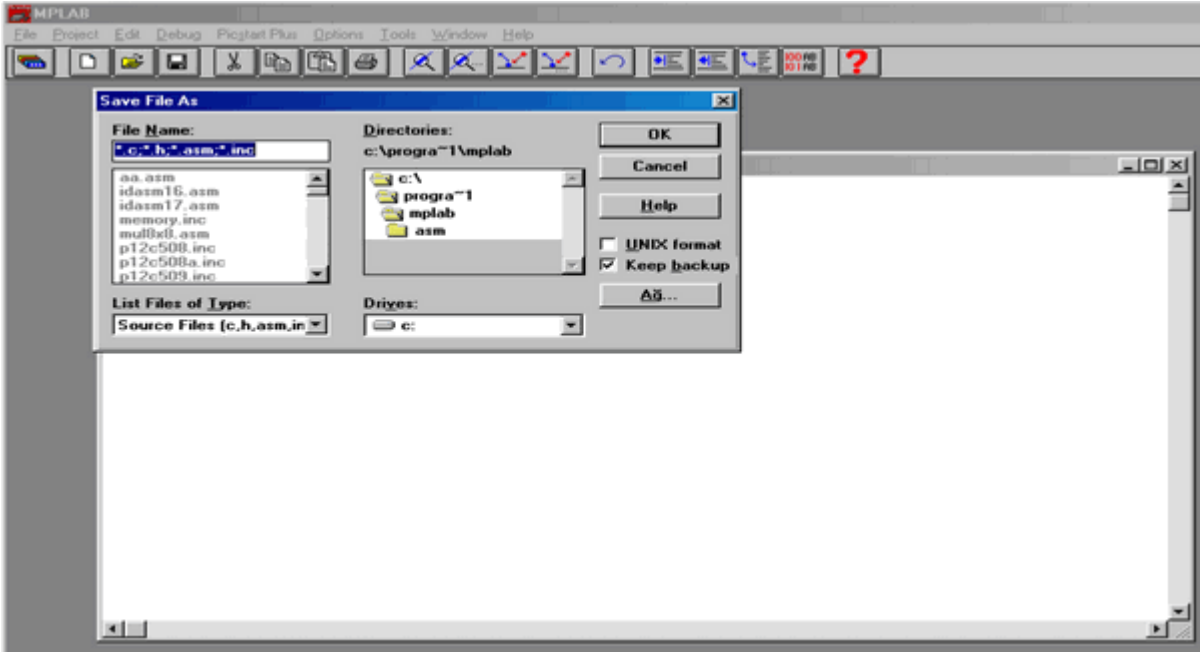 MPLAB
File Project Edit Debug Picstart Plus Options Tools Window Help
Save File As
File Name:
*.c;*.h;*.asm;*.inc
aa.asm
idasm16.asm
idasm17.asm
memory.inc
mul8x8.asm
p12c508.inc
p12c508a.inc
p12c509.inc
List Files of Type:
Source Files (c,h,asm,in
Directories:
c:\progra~1\mplab
c:\
progra~1
mplab
asm
Drives:
c:
OK
Cancel
Help
UNIX format
Keep backup
Ağ...